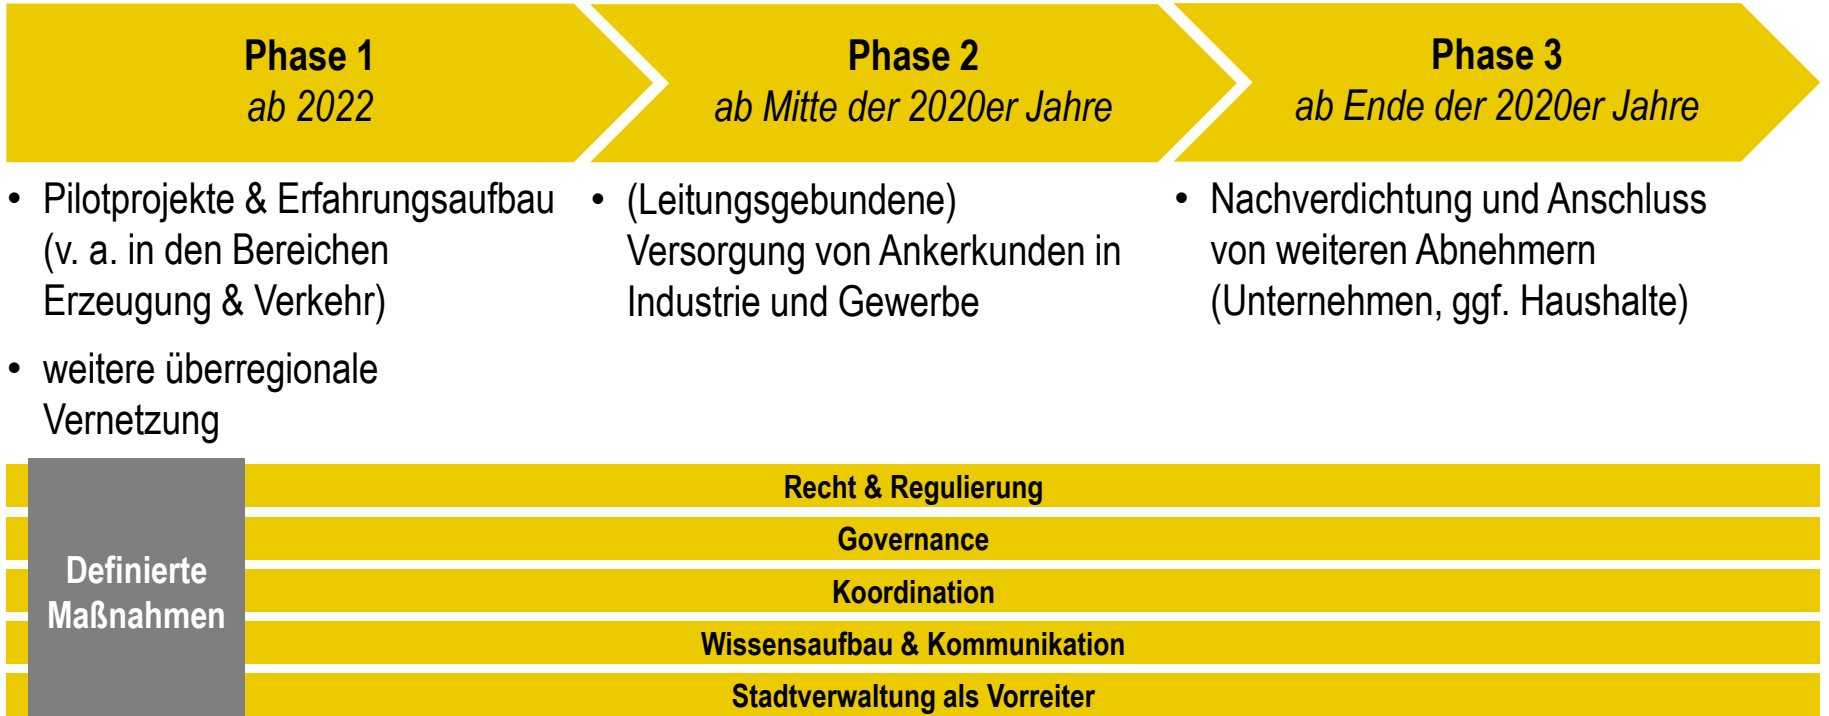 Phase 1
ab 2022
Phase 2
ab Mitte der 2020er Jahre
Phase 3
ab Ende der 2020er Jahre
• Pilotprojekte & Erfahrungsaufbau
(v. a. in den Bereichen
Erzeugung & Verkehr)
• weitere überregionale
Vernetzung
• (Leitungsgebundene)
Versorgung von Ankerkunden in
Industrie und Gewerbe
• Nachverdichtung und Anschluss
von weiteren Abnehmern
(Unternehmen, ggf. Haushalte)
Definierte
Maßnahmen
Recht & Regulierung
Governance
Koordination
Wissensaufbau & Kommunikation
Stadtverwaltung als Vorreiter